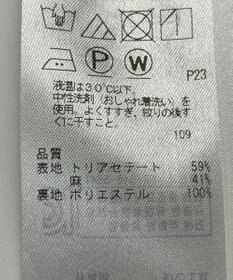 P
W
P23
液温は30℃以下。
中性洗剤(おしゃれ着洗い)を
使用。よくすすぎ、絞りの後す
ぐに干すこと。
109
品質
表地 トリアセテート 59%
麻 41%
裏地 ポリエステル 100%